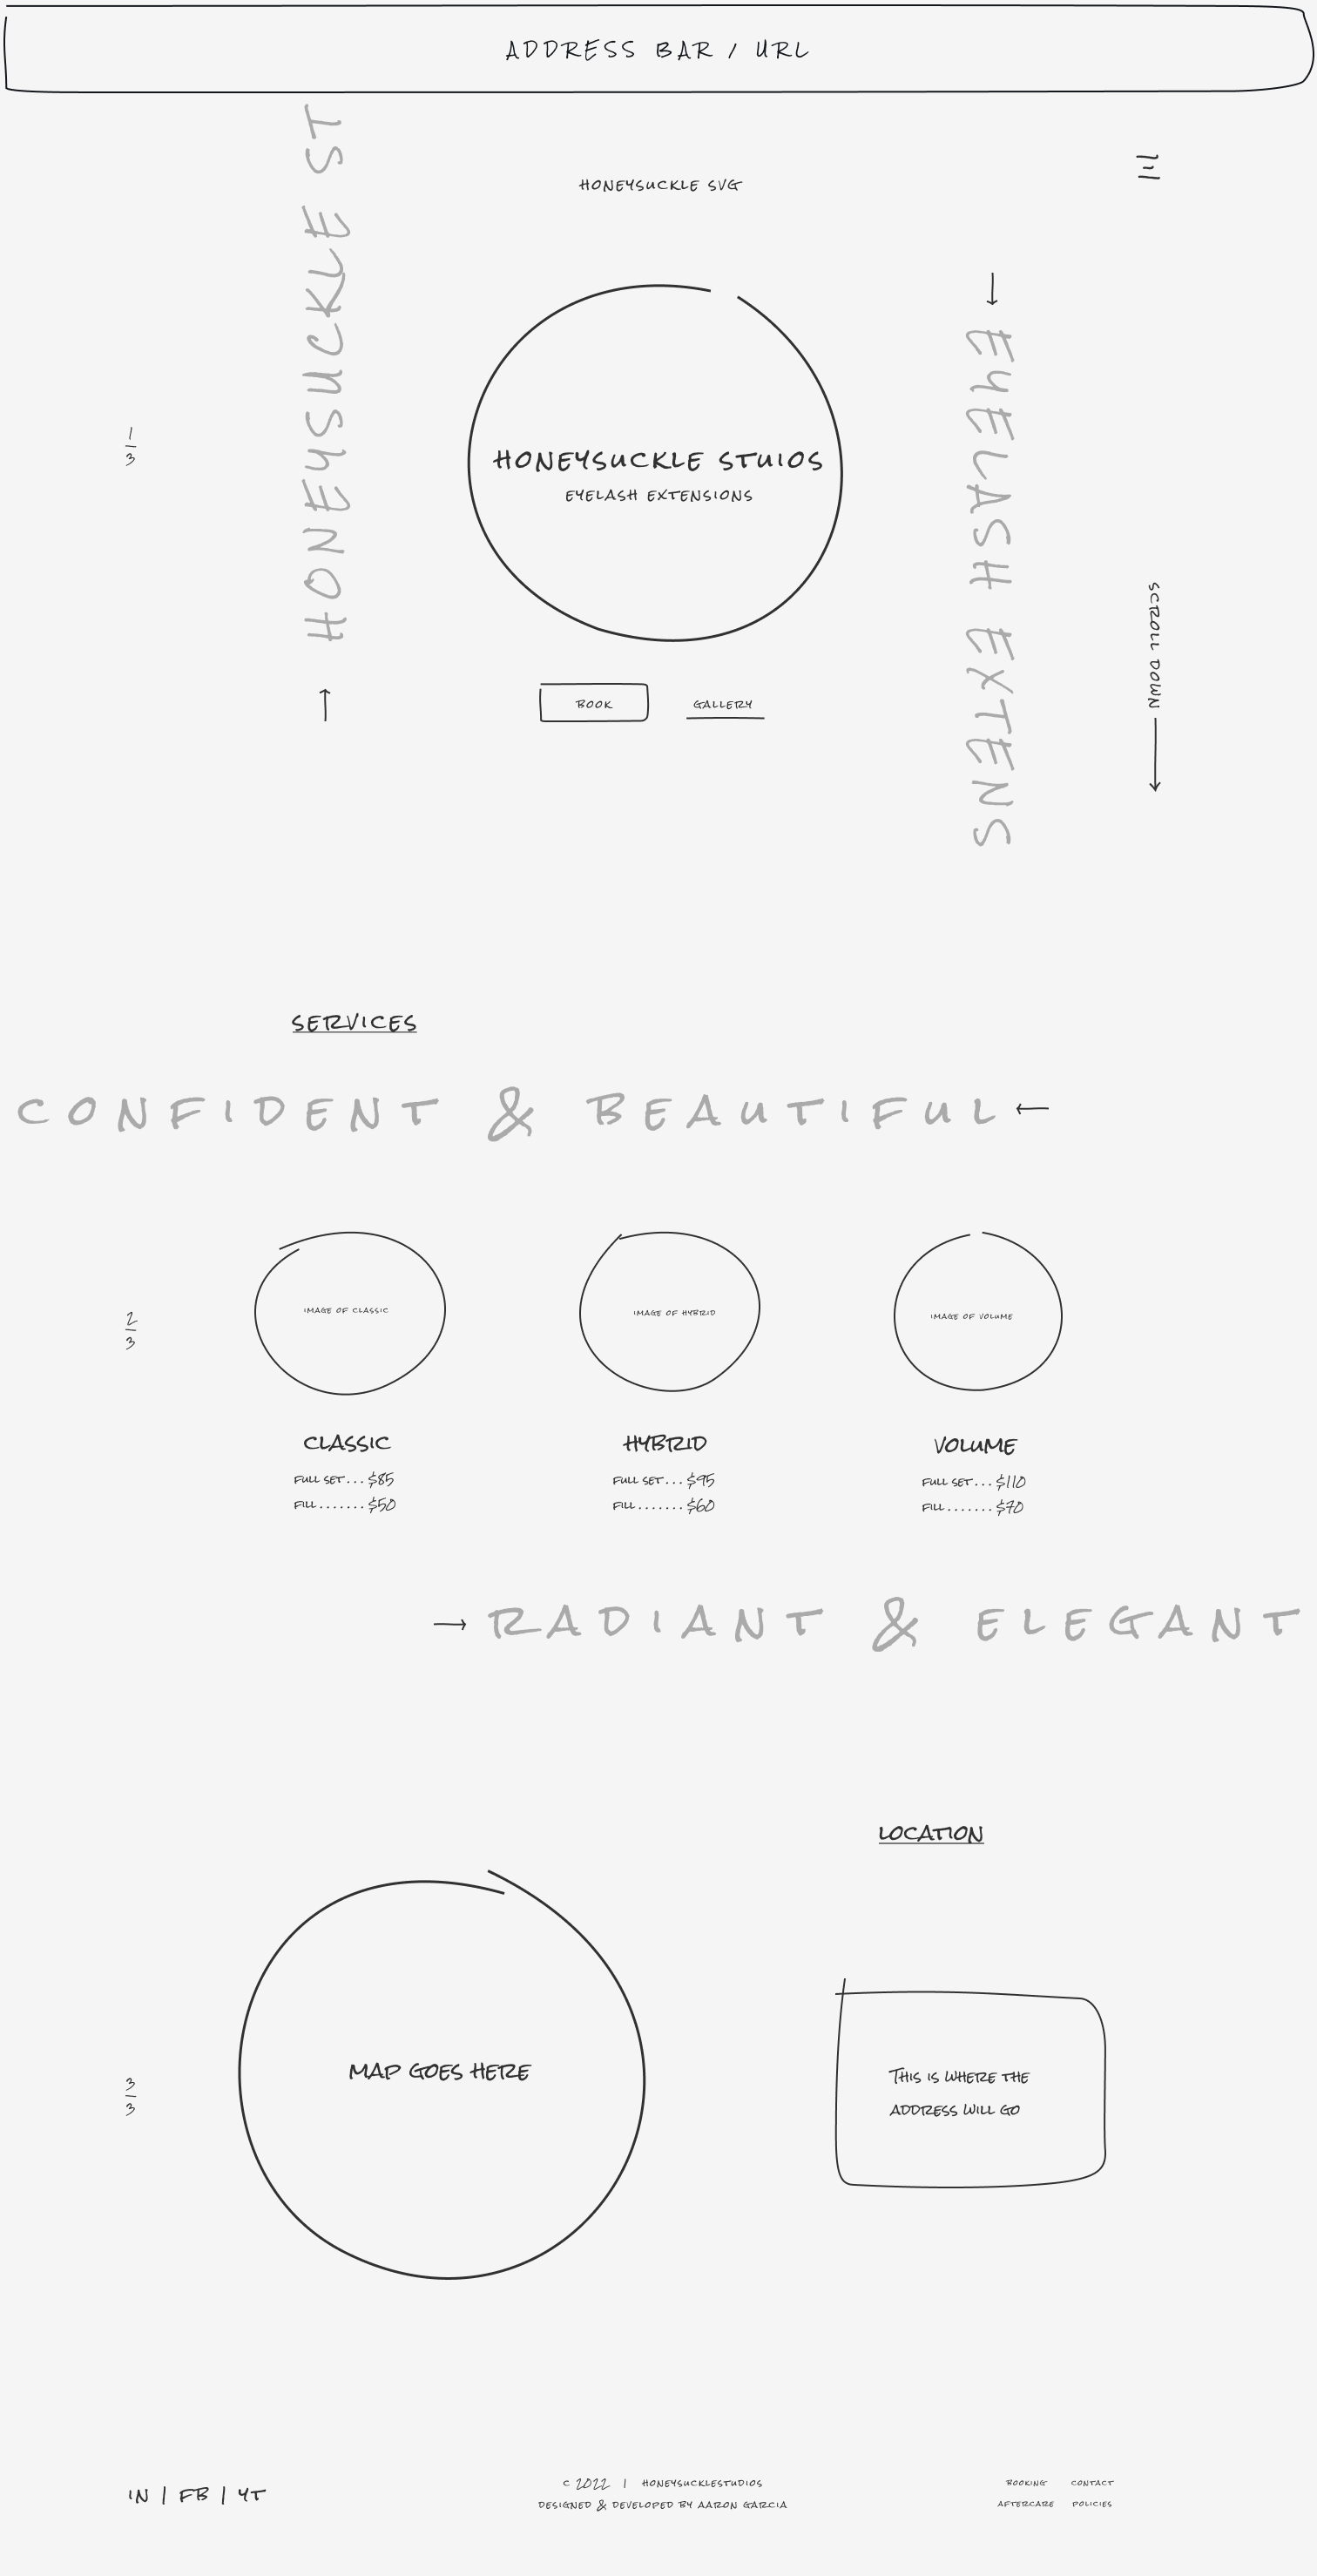 ADDRESS BAR / URL
HONEYSUCKLE ST
HONEYSUCKLE SVG
1
3
HONEYSUCKLE STUIOS
EYELASH EXTENSIONS
BOOK
GALLERY
EYELASH EXTENS
SCROLL DOWN
SERVICES
CONFIDENT & BEAUTIFUL
2
3
IMAGE OF CLASSIC
IMAGE OF HYBRID
IMAGE OF VOLUME
CLASSIC
FULL SET...$85
FILL.......$50
HYBRID
FULL SET...$95
FILL.......$60
VOLUME
FULL SET...$110
FILL.......$70
RADIANT & ELEGANT
LOCATION
3
3
MAP GOES HERE
THIS IS WHERE THE
ADDRESS WILL GO
IN | FB | YT
C 2022 | HONEYSUCKLESTUDIOS
DESIGNED & DEVELOPED BY AARON GARCIA
BOOKING CONTACT
AFTERCARE POLICIES